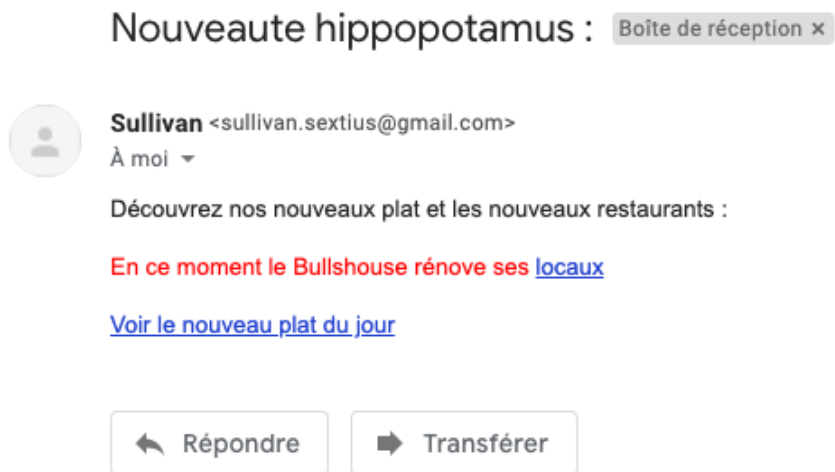 Nouveaute hippopotamus : Boîte de réception ×
Sullivan <sullivan.sextius@gmail.com>
À moi
Découvrez nos nouveaux plat et les nouveaux restaurants :
En ce moment le Bullshouse rénove ses locaux
Voir le nouveau plat du jour
Répondre Transférer